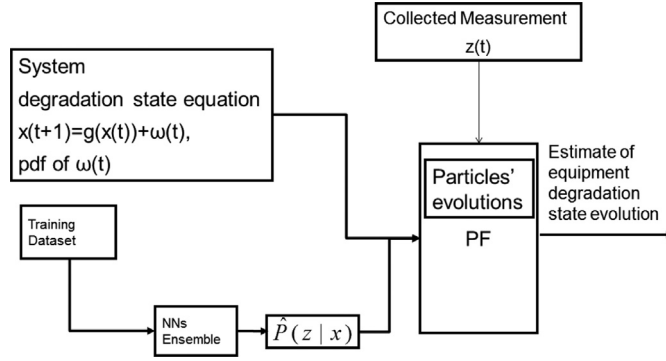 Collected Measurement
z(t)
System
degradation state equation
x(t+1)=g(x(t))+ω(t),
pdf of ω(t)
Particles'
evolutions
PF
Estimate of
equipment
degradation
state evolution
Training
Dataset
NNs
Ensemble
P̂(z | x)